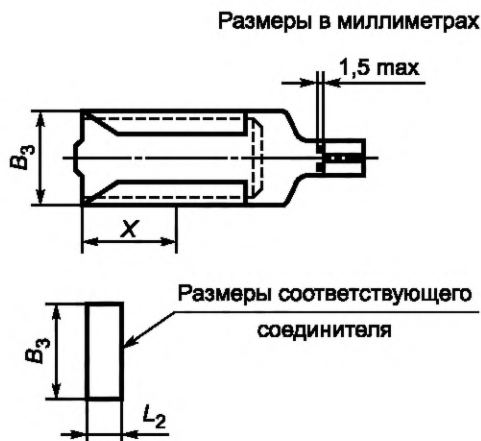 Размеры в миллиметрах
1,5 max
B3
X
Размеры соответствующего
соединителя
B3
L2